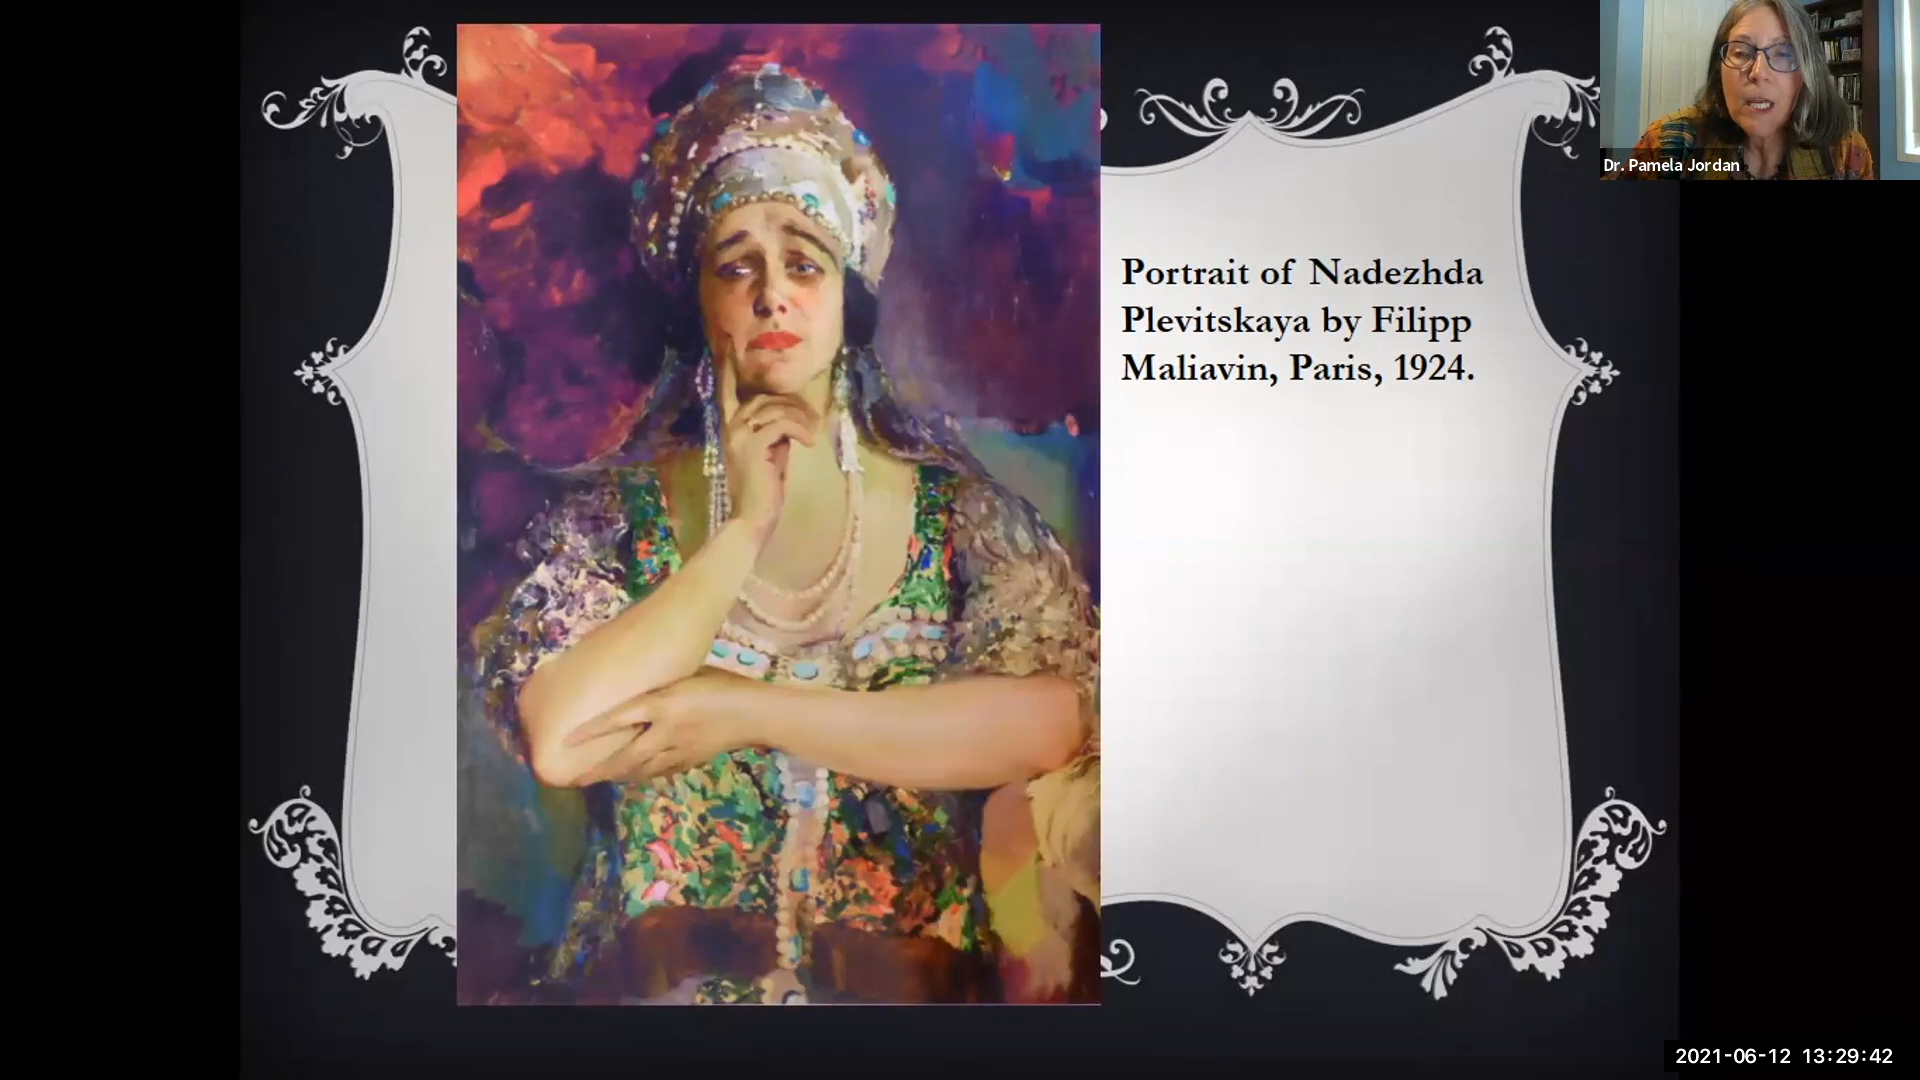 Dr. Pamela Jordan
Portrait of Nadezhda
Plevitskaya by Filipp
Maliavin, Paris, 1924.
2021-06-12 13:29:42